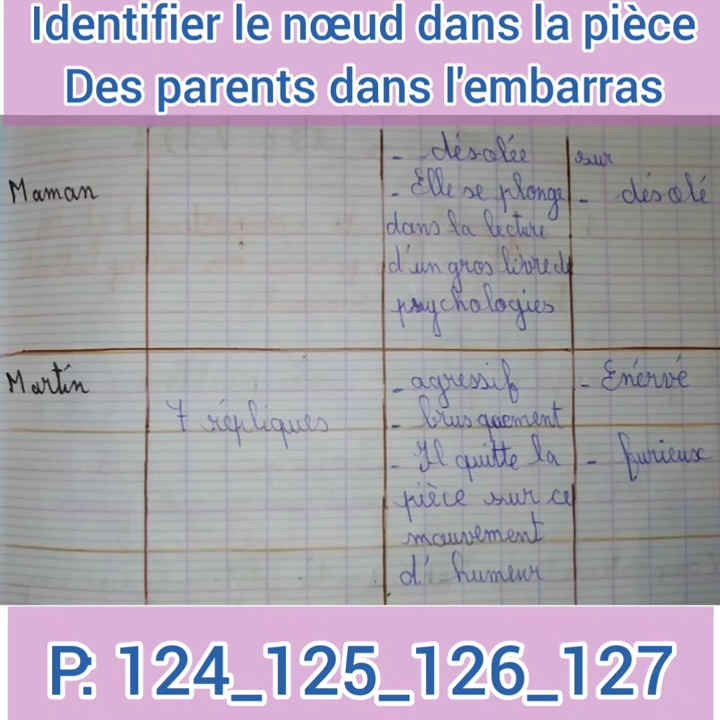 Identifier le nœud dans la pièce
Des parents dans l'embarras
Maman
- désolée
- Elle se plonge
dans la lecture
d'un gros livre de
psychologies
sur
- désolé
Martin
7 répliques
- agressif
- brusquement
- Il quitte la
pièce sur ce
mouvement
d'humeur
- Enérvé
- furieux
P. 124_125_126_127